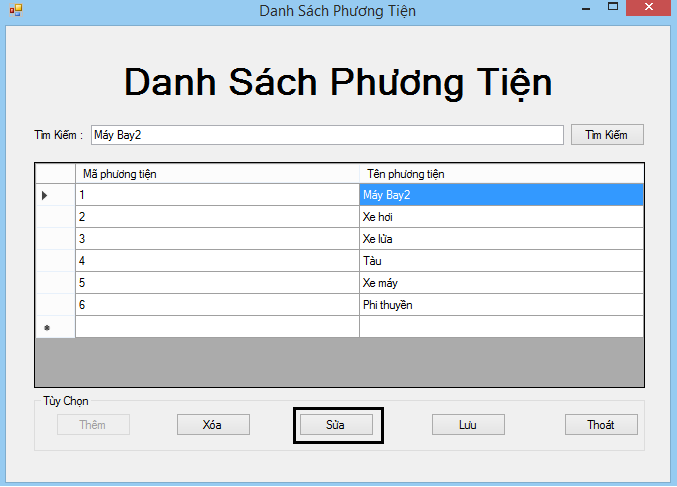 Danh Sách Phương Tiện
Danh Sách Phương Tiện
Tìm Kiếm : Máy Bay2 Tìm Kiếm
Mã phương tiện Tên phương tiện
1 Máy Bay2
2 Xe hơi
3 Xe lửa
4 Tàu
5 Xe máy
6 Phi thuyền
Tùy Chọn
Thêm Xóa Sửa Lưu Thoát